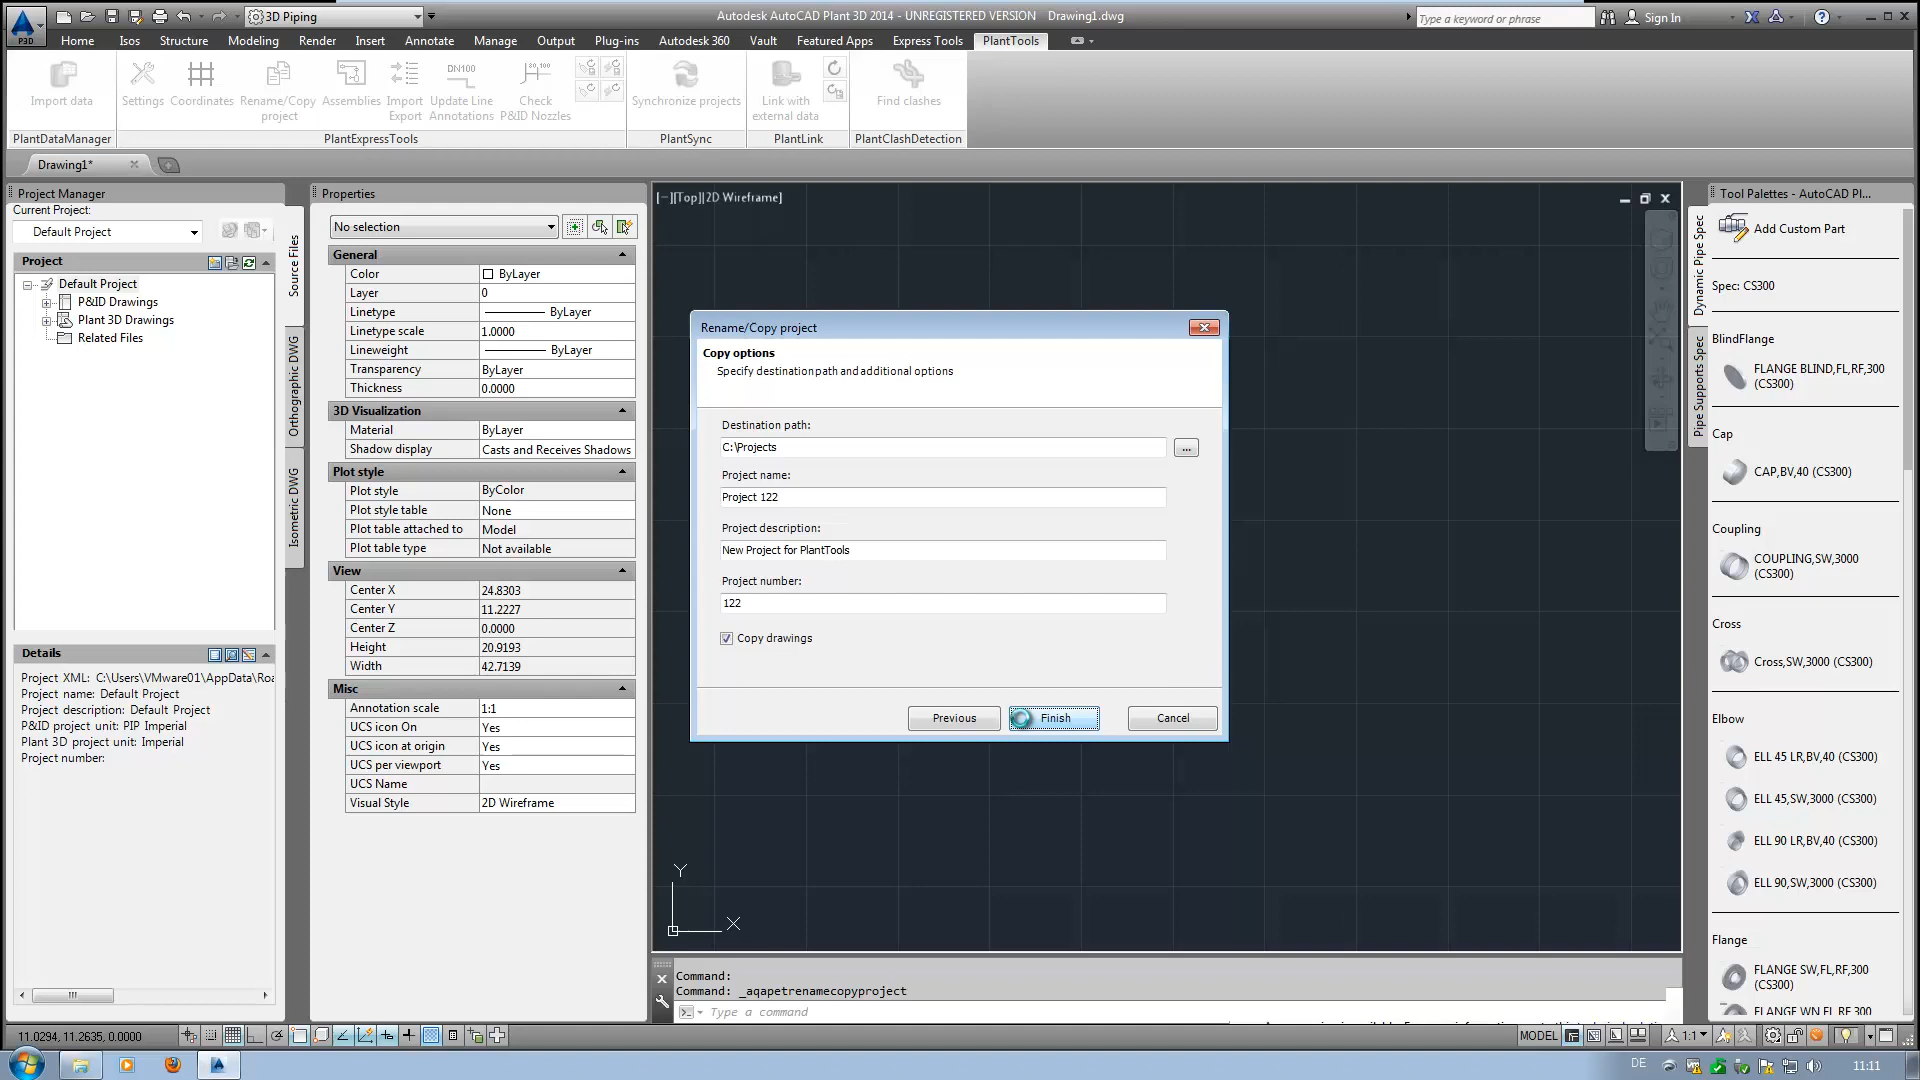 3D Piping
Autodesk AutoCAD Plant 3D 2014 - UNREGISTERED VERSION Drawing1.dwg
Type a keyword or phrase
Sign In
P3D
Home Isos Structure Modeling Render Insert Annotate Manage Output Plug-ins Autodesk 360 Vault Featured Apps Express Tools PlantTools
Import data
Settings
Coordinates
Rename/Copy
project
Assemblies
Import
Export
DN100
Update Line
Annotations
Check
P&ID Nozzles
Synchronize projects
Link with
external data
Find clashes
PlantDataManager
PlantExpressTools
PlantSync
PlantLink
PlantClashDetection
Drawing1*
Project Manager
Current Project:
Default Project
Project
Default Project
P&ID Drawings
Plant 3D Drawings
Related Files
Source Files
Orthographic DWG
Isometric DWG
Details
Project XML: C:\Users\VMware01\AppData\Roa
Project name: Default Project
Project description: Default Project
P&ID project unit: PIP Imperial
Plant 3D project unit: Imperial
Project number:
Properties
No selection
General
Color ByLayer
Layer 0
Linetype ByLayer
Linetype scale 1.0000
Lineweight ByLayer
Transparency ByLayer
Thickness 0.0000
3D Visualization
Material ByLayer
Shadow display Casts and Receives Shadows
Plot style
Plot style ByColor
Plot style table None
Plot table attached to Model
Plot table type Not available
View
Center X 24.8303
Center Y 11.2227
Center Z 0.0000
Height 20.9193
Width 42.7139
Misc
Annotation scale 1:1
UCS icon On Yes
UCS icon at origin Yes
UCS per viewport Yes
UCS Name
Visual Style 2D Wireframe
[−][Top][2D Wireframe]
Rename/Copy project
Copy options
Specify destination path and additional options
Destination path:
C:\Projects
...
Project name:
Project 122
Project description:
New Project for PlantTools
Project number:
122
Copy drawings
Previous
Finish
Cancel
Y
X
Command:
Command: _aqapetrenamecopyproject
Type a command
Tool Palettes - AutoCAD Pl...
Dynamic Pipe Spec
Pipe Supports Spec
Add Custom Part
Spec: CS300
BlindFlange
FLANGE BLIND,FL,RF,300
(CS300)
Cap
CAP,BV,40 (CS300)
Coupling
COUPLING,SW,3000
(CS300)
Cross
Cross,SW,3000 (CS300)
Elbow
ELL 45 LR,BV,40 (CS300)
ELL 45,SW,3000 (CS300)
ELL 90 LR,BV,40 (CS300)
ELL 90,SW,3000 (CS300)
Flange
FLANGE SW,FL,RF,300
(CS300)
FLANGE WN,FL,RF,300
11.0294, 11.2635, 0.0000
MODEL
1:1
DE
11:11